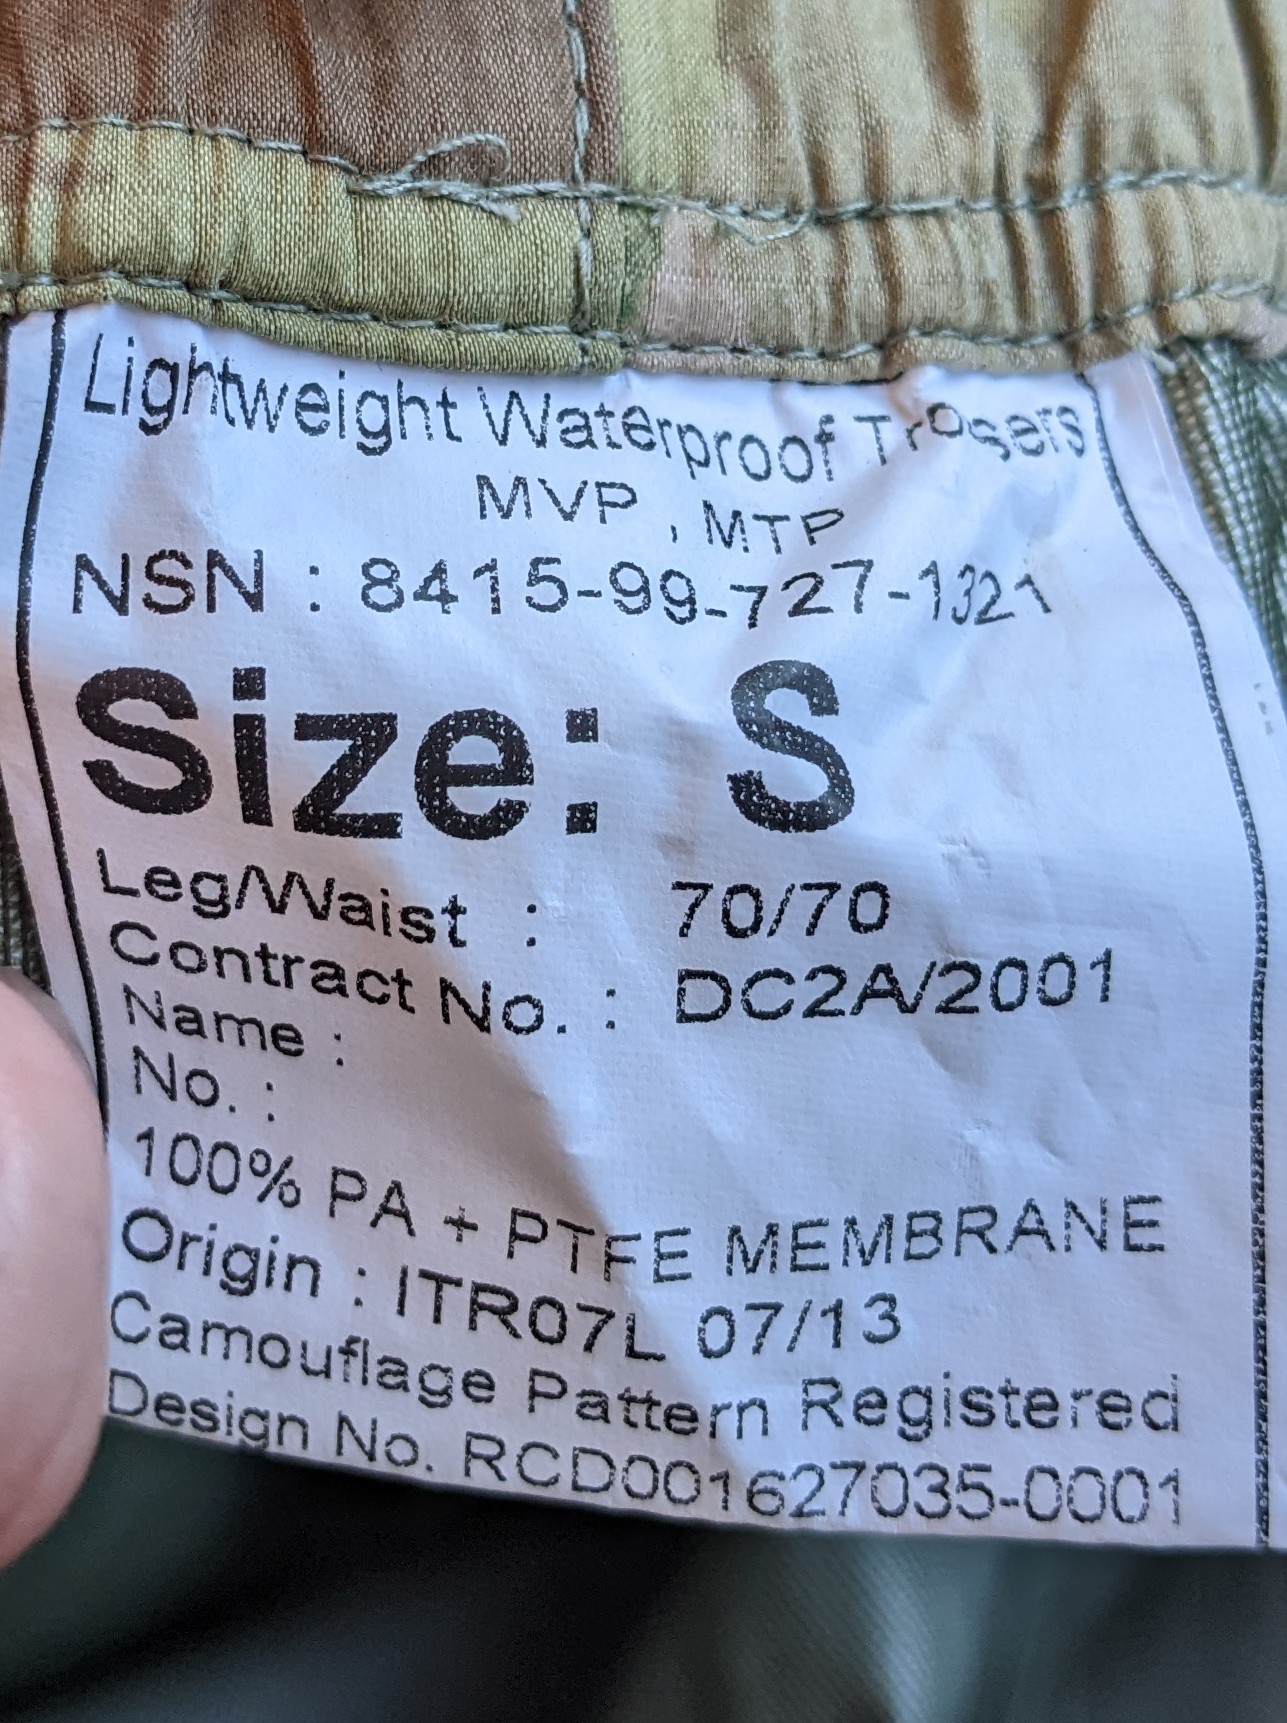 Lightweight Waterproof Trosers
MVP , MTP
NSN : 8415-99-727-1321
Size: S
Leg/Waist : 70/70
Contract No. : DC2A/2001
Name :
No. :
100% PA + PTFE MEMBRANE
Origin : ITR07L 07/13
Camouflage Pattern Registered
Design No. RCD001627035-0001